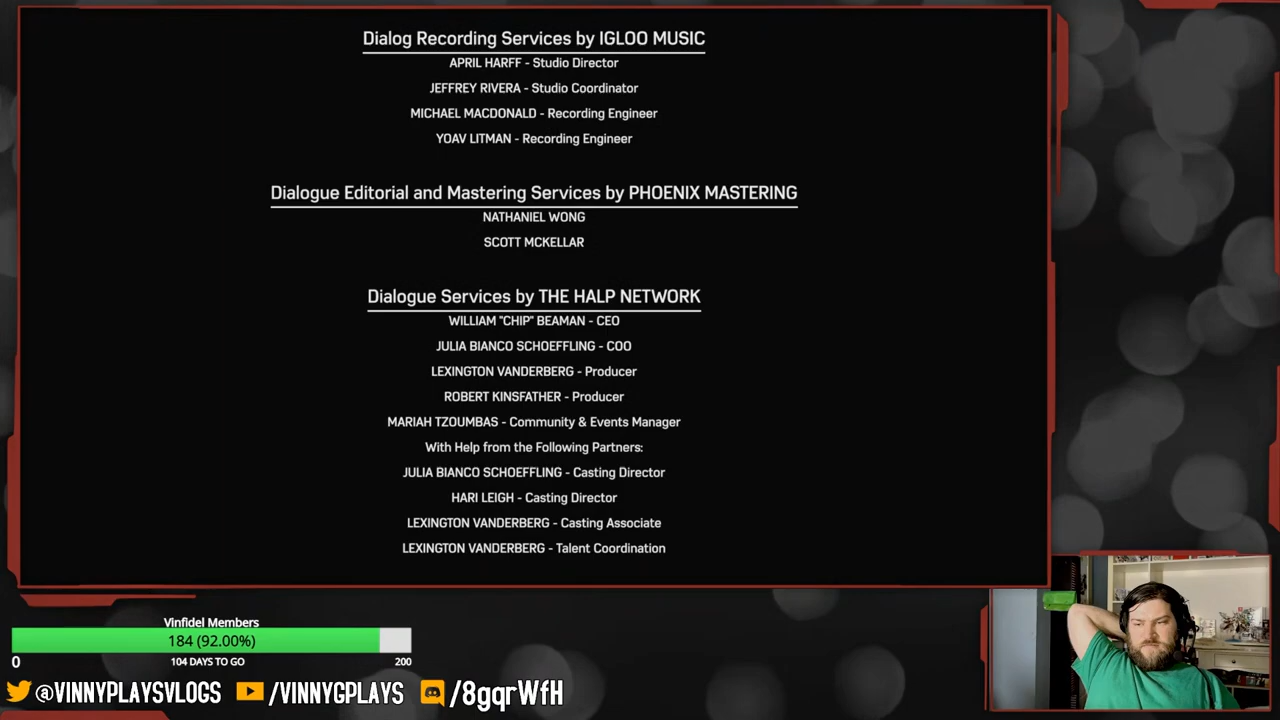 Dialog Recording Services by IGLOO MUSIC
APRIL HARFF - Studio Director
JEFFREY RIVERA - Studio Coordinator
MICHAEL MACDONALD - Recording Engineer
YOAV LITMAN - Recording Engineer
Dialogue Editorial and Mastering Services by PHOENIX MASTERING
NATHANIEL WONG
SCOTT MCKELLAR
Dialogue Services by THE HALP NETWORK
WILLIAM "CHIP" BEAMAN - CEO
JULIA BIANCO SCHOEFFLING - COO
LEXINGTON VANDERBERG - Producer
ROBERT KINSFATHER - Producer
MARIAH TZOUMBAS - Community & Events Manager
With Help from the Following Partners:
JULIA BIANCO SCHOEFFLING - Casting Director
HARI LEIGH - Casting Director
LEXINGTON VANDERBERG - Casting Associate
LEXINGTON VANDERBERG - Talent Coordination
Vinfidel Members
184 (92.00%)
0 104 DAYS TO GO 200
@VINNYPLAYSVLOGS /VINNYGPLAYS /8gqrWfH